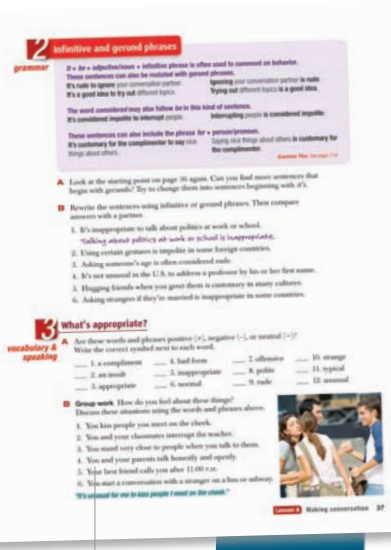 2 Infinitive and gerund phrases
grammar
It + be + adjective/noun + infinitive phrase is often used to comment on behavior.
These sentences can also be restated with gerund phrases.
It's rude to ignore your conversation partner. Ignoring your conversation partner is rude.
It's a good idea to try out different topics. Trying out different topics is a good idea.
The word considered may also follow be in this kind of sentence.
It's considered impolite to interrupt people. Interrupting people is considered impolite.
These sentences can also include the phrase for + person/pronoun.
It's customary for the complimenter to say nice Saying nice things about others is customary for
things about others. the complimenter.
Grammar Plus: See page
A Look at the starting point on page 36 again. Can you find more sentences that
begin with gerunds? Try to change them into sentences beginning with it's.
B Rewrite the sentences using infinitive or gerund phrases. Then compare
answers with a partner.
1. It's inappropriate to talk about politics at work or school.
Talking about politics at work or school is inappropriate.
2. Using certain gestures is impolite in some foreign countries.
3. Asking someone's age is often considered rude.
4. It's not unusual in the U.S. to address a professor by his or her first name.
5. Hugging friends when you greet them is customary in many cultures.
6. Asking strangers if they're married is inappropriate in some countries.
3 What's appropriate?
vocabulary &
speaking
A Are these words and phrases positive (+), negative (–), or neutral (~)?
Write the correct symbol next to each word.
1. a compliment 4. bad form 7. offensive 10. strange
2. an insult 5. inappropriate 8. polite 11. typical
3. appropriate 6. normal 9. rude 12. unusual
B Group work How do you feel about these things?
Discuss these situations using the words and phrases above.
1. You kiss people you meet on the cheek.
2. You and your classmates interrupt the teacher.
3. You stand very close to people when you talk to them.
4. You and your parents talk honestly and openly.
5. Your best friend calls you after 11:00 P.M.
6. You start a conversation with a stranger on a bus or subway.
"It's unusual for me to kiss people I meet on the cheek."
Lesson B Making conversation 37